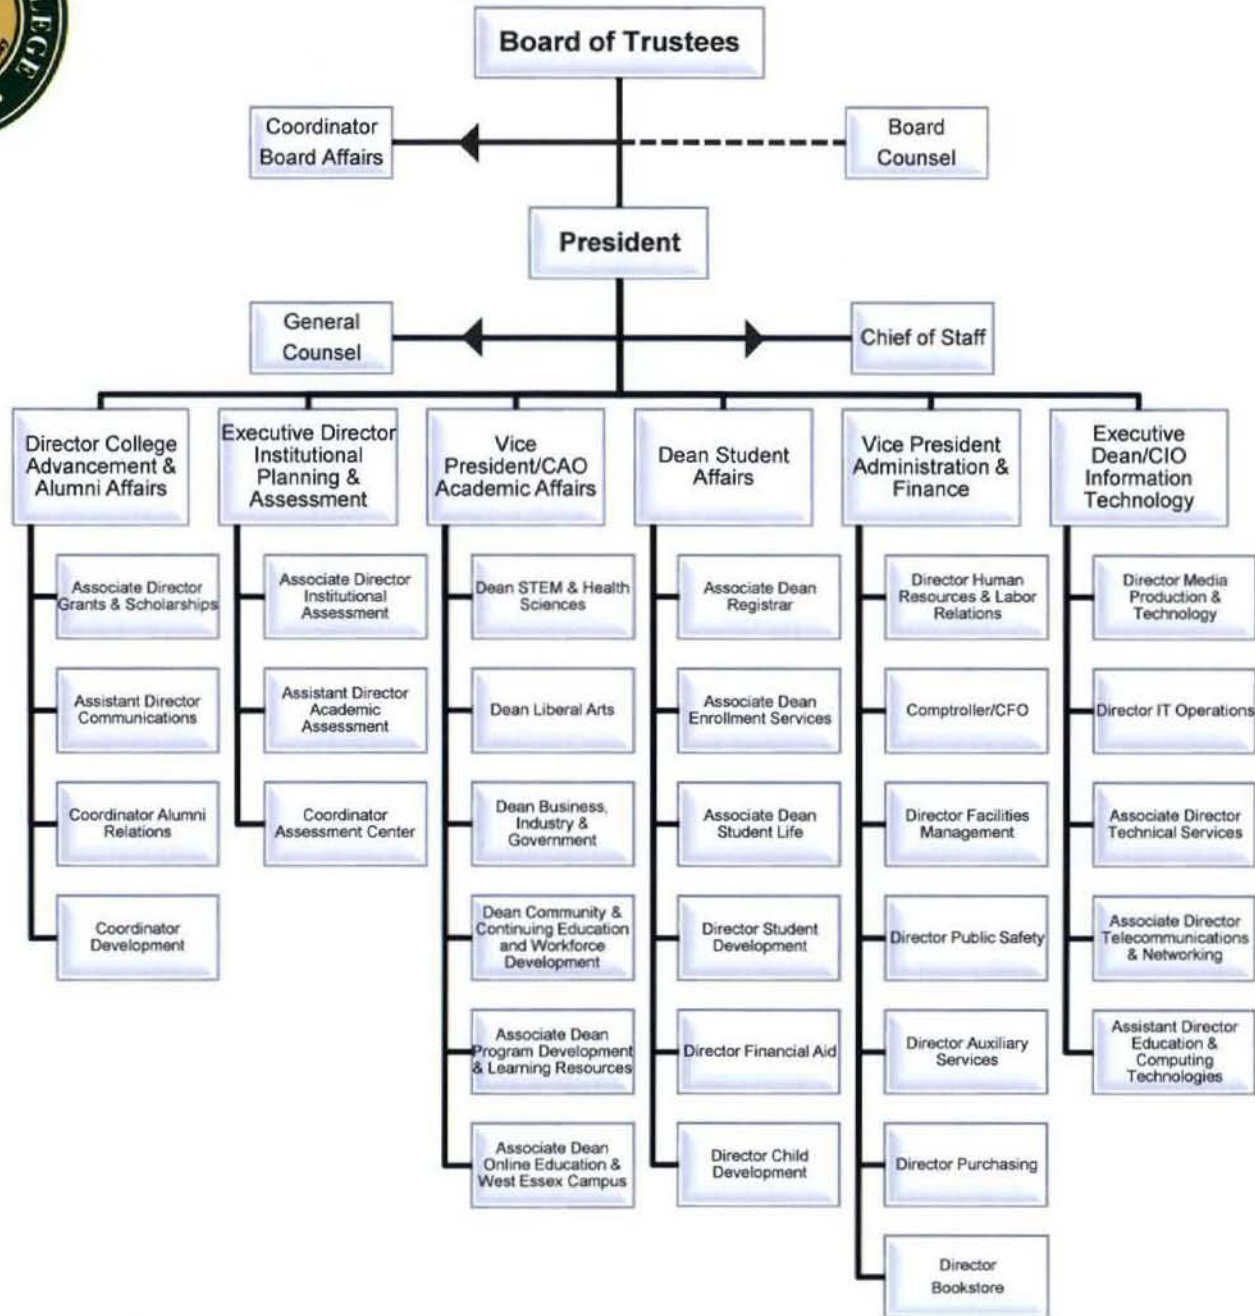 LEGE
Board of Trustees
Coordinator
Board Affairs
Board
Counsel
President
General
Counsel
Chief of Staff
Director College
Advancement &
Alumni Affairs
Executive Director
Institutional
Planning &
Assessment
Vice
President/CAO
Academic Affairs
Dean Student
Affairs
Vice President
Administration &
Finance
Executive
Dean/CIO
Information
Technology
Associate Director
Grants & Scholarships
Assistant Director
Communications
Coordinator Alumni
Relations
Coordinator
Development
Associate Director
Institutional
Assessment
Assistant Director
Academic
Assessment
Coordinator
Assessment Center
Dean STEM & Health
Sciences
Dean Liberal Arts
Dean Business,
Industry &
Government
Dean Community &
Continuing Education
and Workforce
Development
Associate Dean
Program Development
& Learning Resources
Associate Dean
Online Education &
West Essex Campus
Associate Dean
Registrar
Associate Dean
Enrollment Services
Associate Dean
Student Life
Director Student
Development
Director Financial Aid
Director Child
Development
Director Human
Resources & Labor
Relations
Comptroller/CFO
Director Facilities
Management
Director Public Safety
Director Auxiliary
Services
Director Purchasing
Director
Bookstore
Director Media
Production &
Technology
Director IT Operations
Associate Director
Technical Services
Associate Director
Telecommunications
& Networking
Assistant Director
Education &
Computing
Technologies